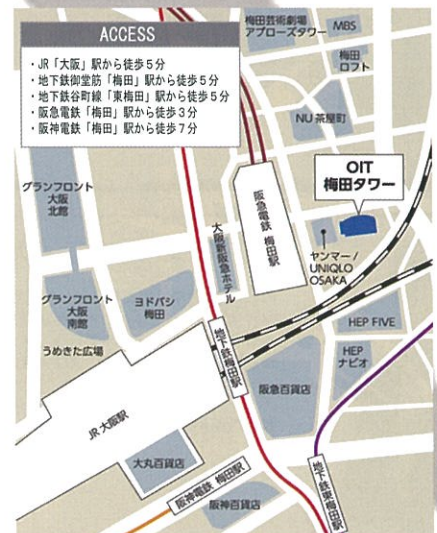 ACCESS
・JR「大阪」駅から徒歩5分
・地下鉄御堂筋「梅田」駅から徒歩5分
・地下鉄谷町線「東梅田」駅から徒歩5分
・阪急電鉄「梅田」駅から徒歩3分
・阪神電鉄「梅田」駅から徒歩7分
梅田芸術劇場
アプローズタワー
MBS
梅田
ロフト
NU 茶屋町
OIT
梅田タワー
グランフロント
大阪
北館
阪急電鉄 梅田駅
大阪新阪急ホテル
ヤンマー/
UNIQLO
OSAKA
グランフロント
大阪
南館
ヨドバシ
梅田
うめきた広場
地下鉄梅田駅
HEP FIVE
HEP
ナビオ
阪急百貨店
JR 大阪駅
大丸百貨店
阪神電鉄 梅田駅
阪神百貨店
地下鉄東梅田駅